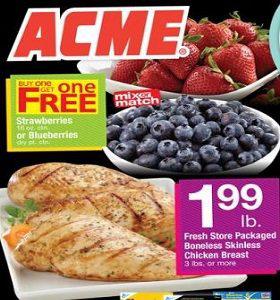 ACME
BUY one
GET one
FREE
Strawberries
16 oz. ctn.
or Blueberries
dry pt. ctn.
mix or
match
1.99
lb.
Fresh Store Packaged
Boneless Skinless
Chicken Breast
3 lbs. or more